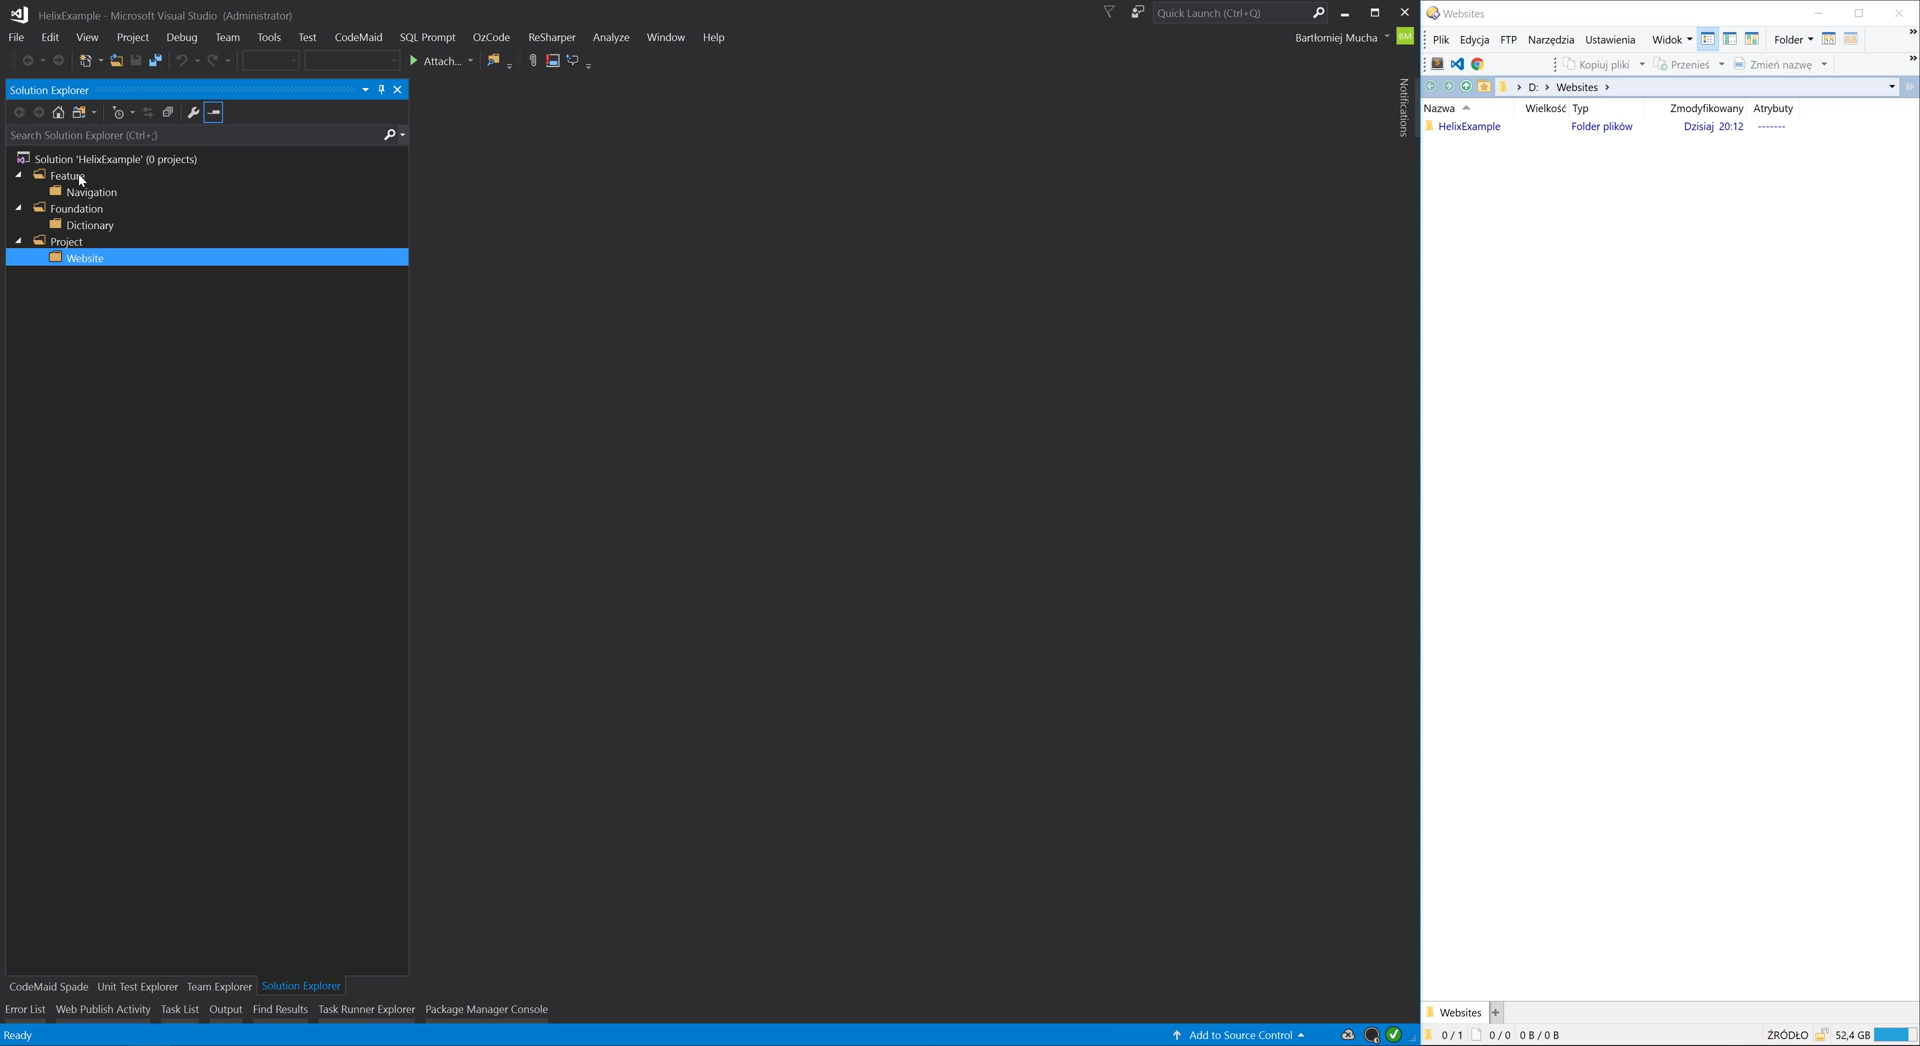 HelixExample - Microsoft Visual Studio (Administrator)
Quick Launch (Ctrl+Q)
File Edit View Project Debug Team Tools Test CodeMaid SQL Prompt OzCode ReSharper Analyze Window Help
Bartłomiej Mucha BM
Attach...
Solution Explorer
Search Solution Explorer (Ctrl+;)
Solution 'HelixExample' (0 projects)
Feature
Navigation
Foundation
Dictionary
Project
Website
Notifications
CodeMaid Spade Unit Test Explorer Team Explorer Solution Explorer
Error List Web Publish Activity Task List Output Find Results Task Runner Explorer Package Manager Console
Ready
Add to Source Control
Websites
Plik Edycja FTP Narzędzia Ustawienia Widok Folder
Kopiuj pliki Przenieś Zmień nazwę
D: Websites
Nazwa Wielkość Typ Zmodyfikowany Atrybuty
HelixExample Folder plików Dzisiaj 20:12 -------
Websites
0 / 1 0 / 0 0 B / 0 B ŹRÓDŁO 52,4 GB